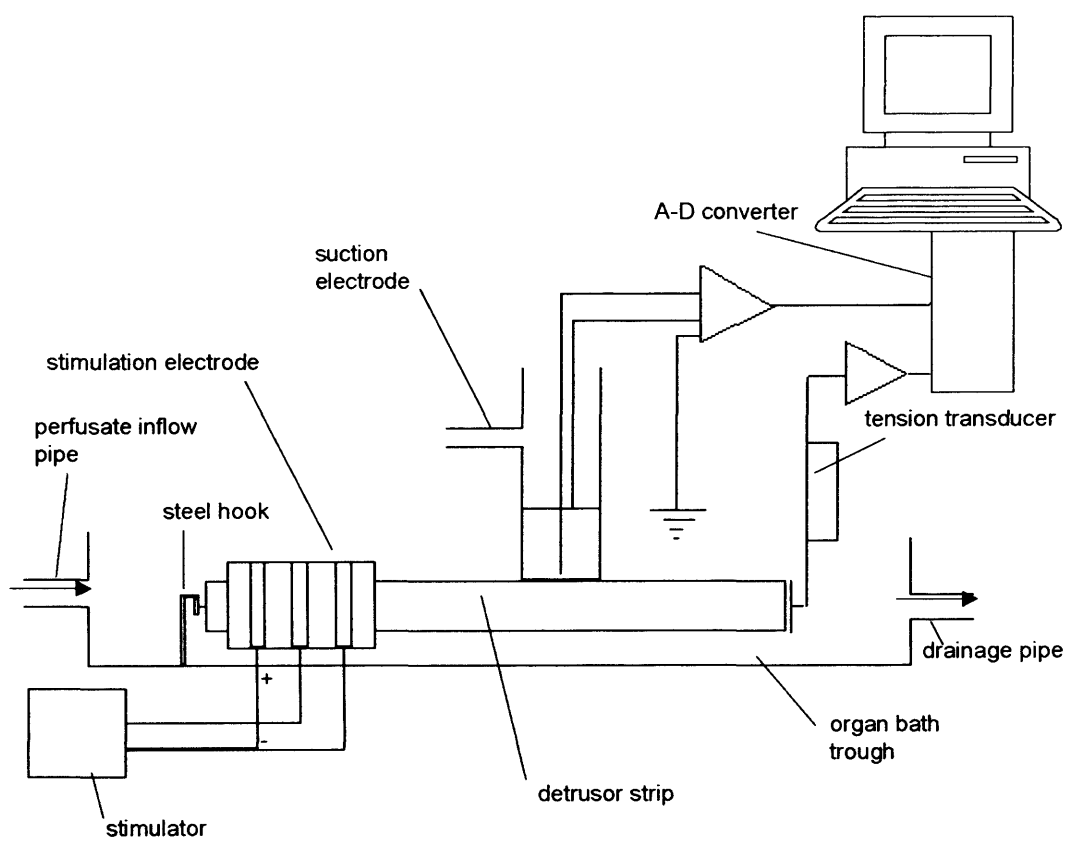 A-D converter
suction
electrode
stimulation electrode
tension transducer
perfusate inflow
pipe
steel hook
drainage pipe
+
-
organ bath
trough
detrusor strip
stimulator